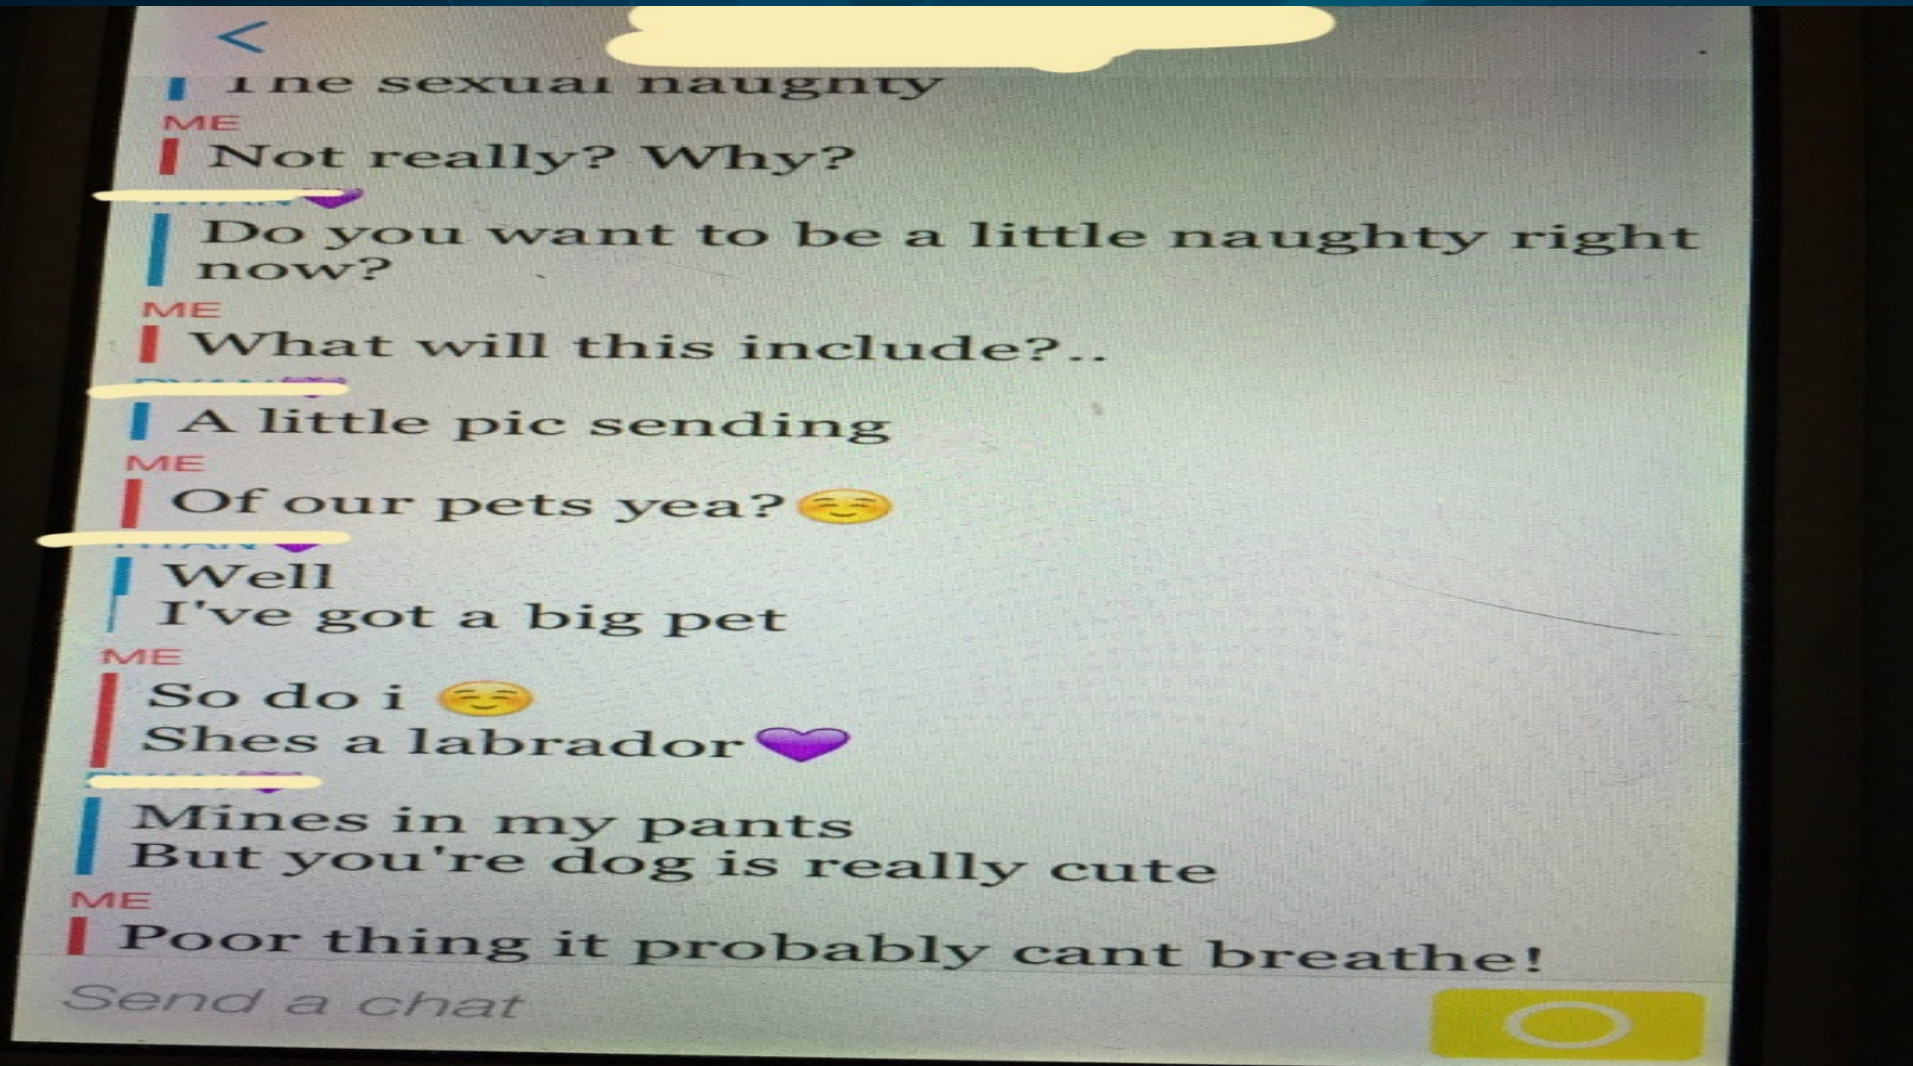 <
The sexual naughty
ME
Not really? Why?
Do you want to be a little naughty right
now?
ME
What will this include?..
A little pic sending
ME
Of our pets yea?
Well
I've got a big pet
ME
So do i
Shes a labrador
Mines in my pants
But you're dog is really cute
ME
Poor thing it probably cant breathe!
Send a chat